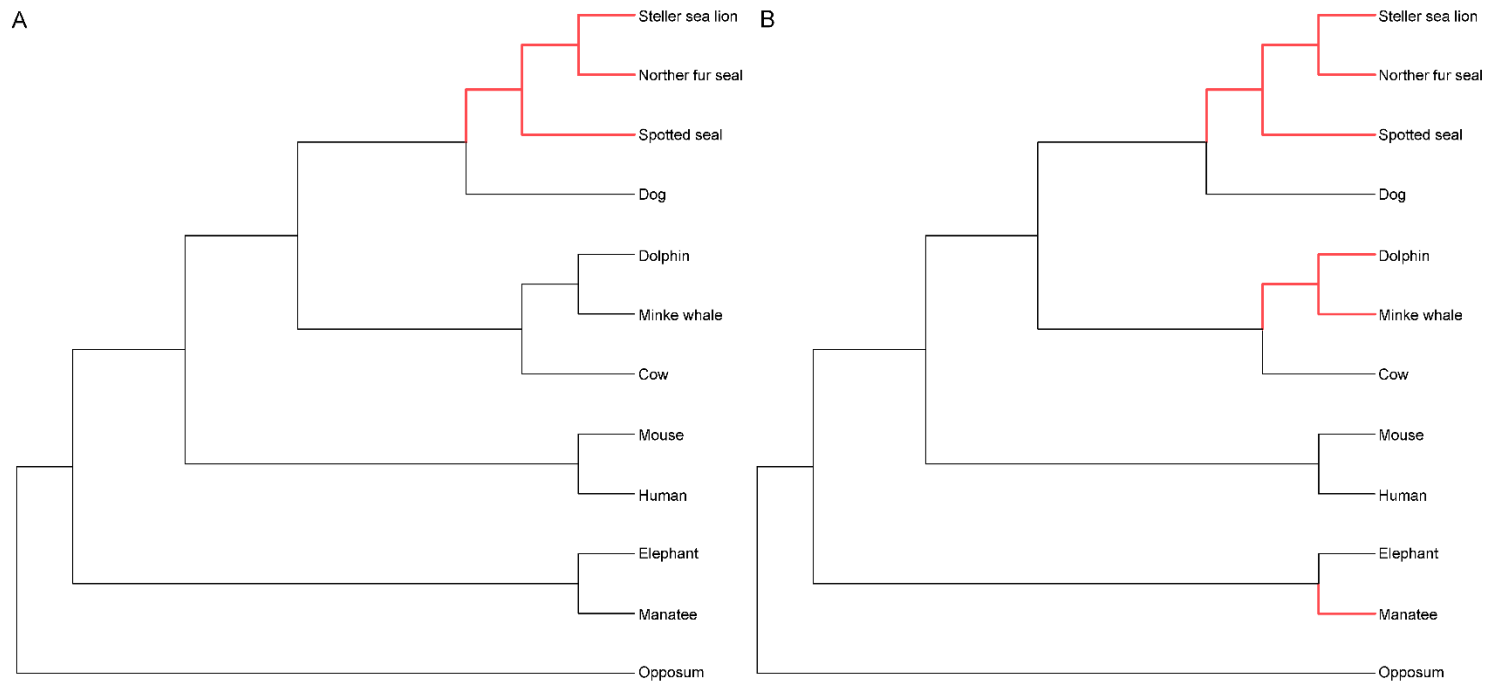 A
Steller sea lion
Norther fur seal
Spotted seal
Dog
Dolphin
Minke whale
Cow
Mouse
Human
Elephant
Manatee
Opposum
B
Steller sea lion
Norther fur seal
Spotted seal
Dog
Dolphin
Minke whale
Cow
Mouse
Human
Elephant
Manatee
Opposum